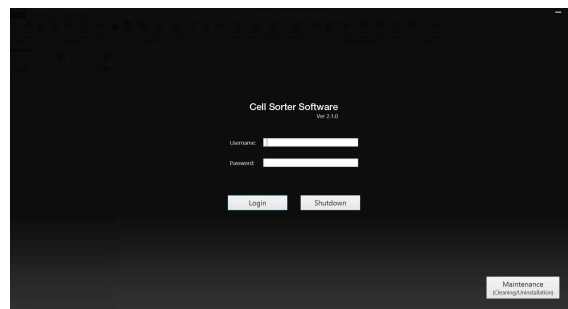 Cell Sorter Software
Ver 2.1.0
Username:
Password:
Login
Shutdown
Maintenance
(Cleaning/Uninstallation)